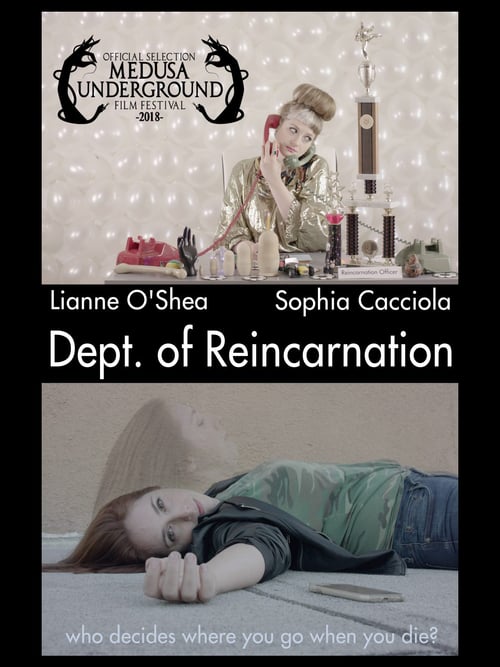 OFFICIAL SELECTION
MEDUSA
UNDERGROUND
FILM FESTIVAL
-2018-
Reincarnation Officer
Lianne O'Shea Sophia Cacciola
Dept. of Reincarnation
who decides where you go when you die?